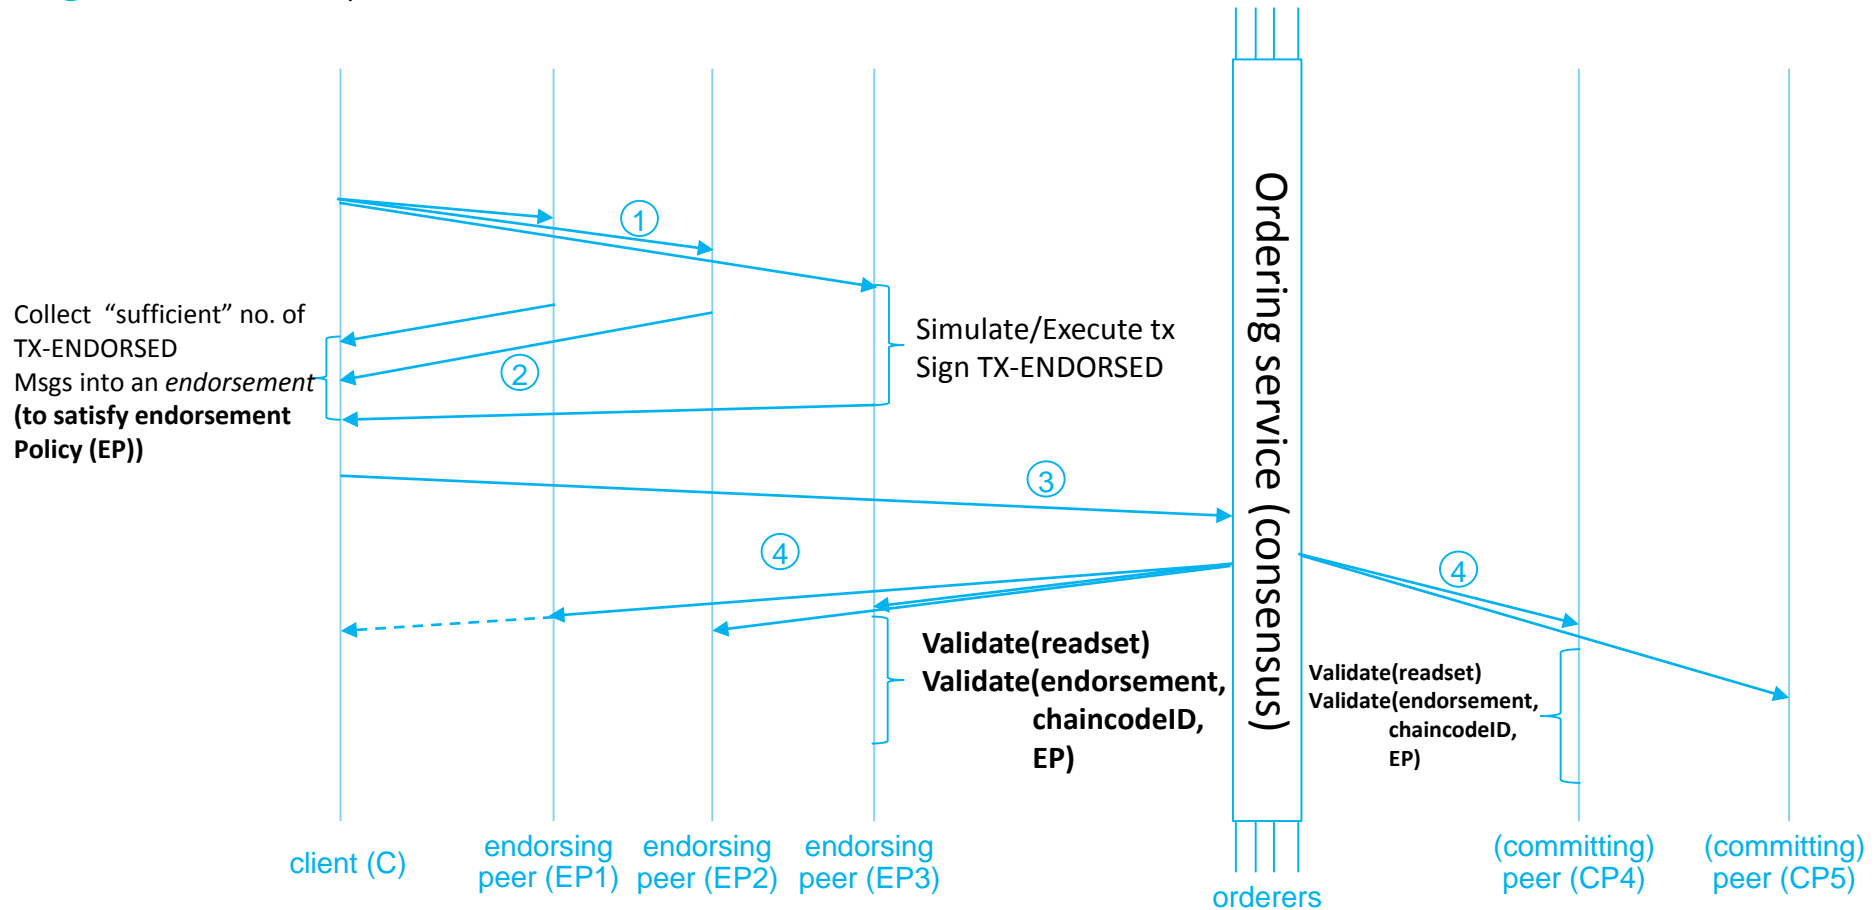 1
Collect “sufficient” no. of
TX-ENDORSED
Msgs into an endorsement
(to satisfy endorsement
Policy (EP))
2
Simulate/Execute tx
Sign TX-ENDORSED
3
4
Validate(readset)
Validate(endorsement,
chaincodeID,
EP)
Ordering service (consensus)
4
Validate(readset)
Validate(endorsement,
chaincodeID,
EP)
client (C)
endorsing
peer (EP1)
endorsing
peer (EP2)
endorsing
peer (EP3)
orderers
(committing)
peer (CP4)
(committing)
peer (CP5)